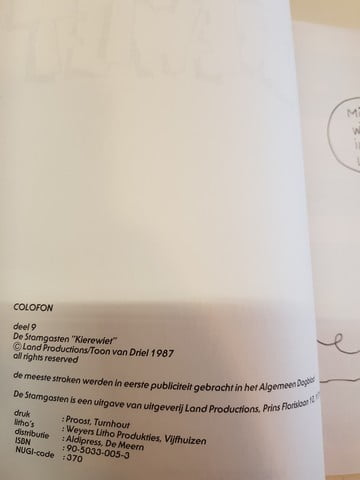 COLOFON
deel 9
De Stamgasten "Kierewiet"
© Land Productions/Toon van Driel 1987
all rights reserved
de meeste stroken werden in eerste publiciteit gebracht in het Algemeen Dagblad
De Stamgasten is een uitgave van uitgeverij Land Productions, Prins Florislaan 10,
druk : Proost, Turnhout
litho's : Weyers Litho Produkties, Vijfhuizen
distributie : Aldipress, De Meern
ISBN : 90-5033-005-3
NUGI-code : 370